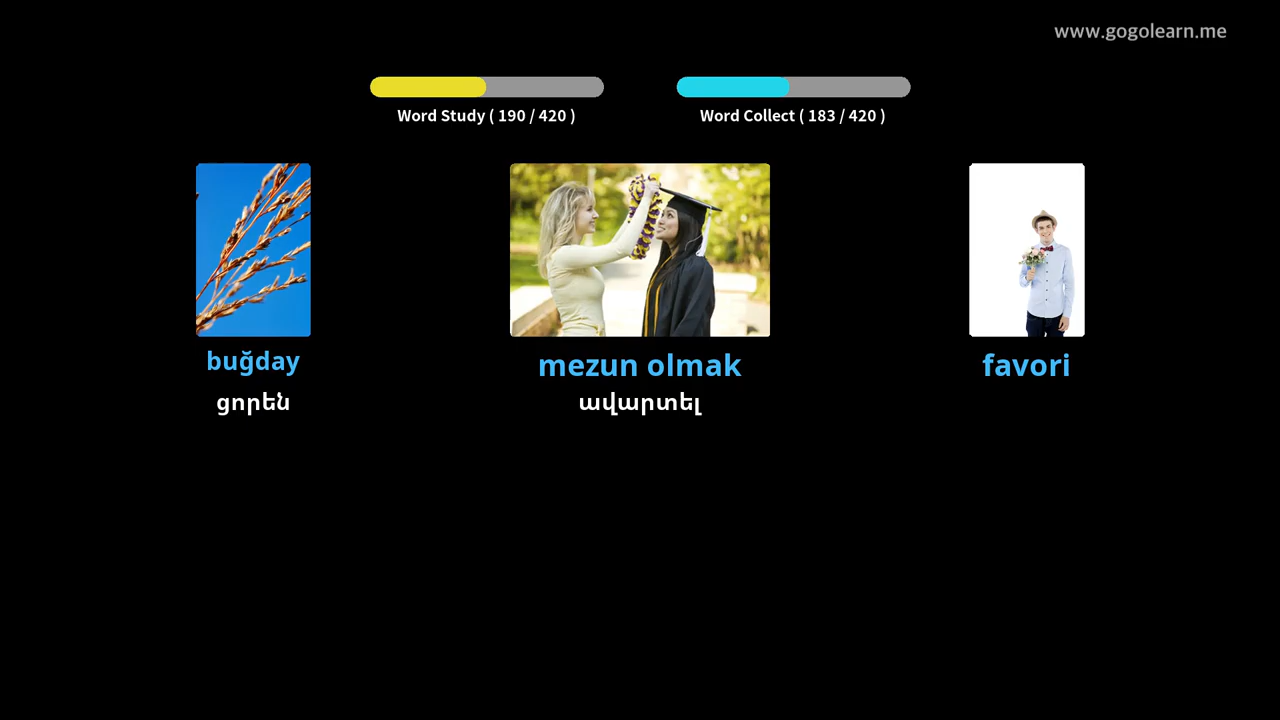 www.gogolearn.me
Word Study ( 190 / 420 )
Word Collect ( 183 / 420 )
buğday
ցորեն
mezun olmak
ավարտել
favori